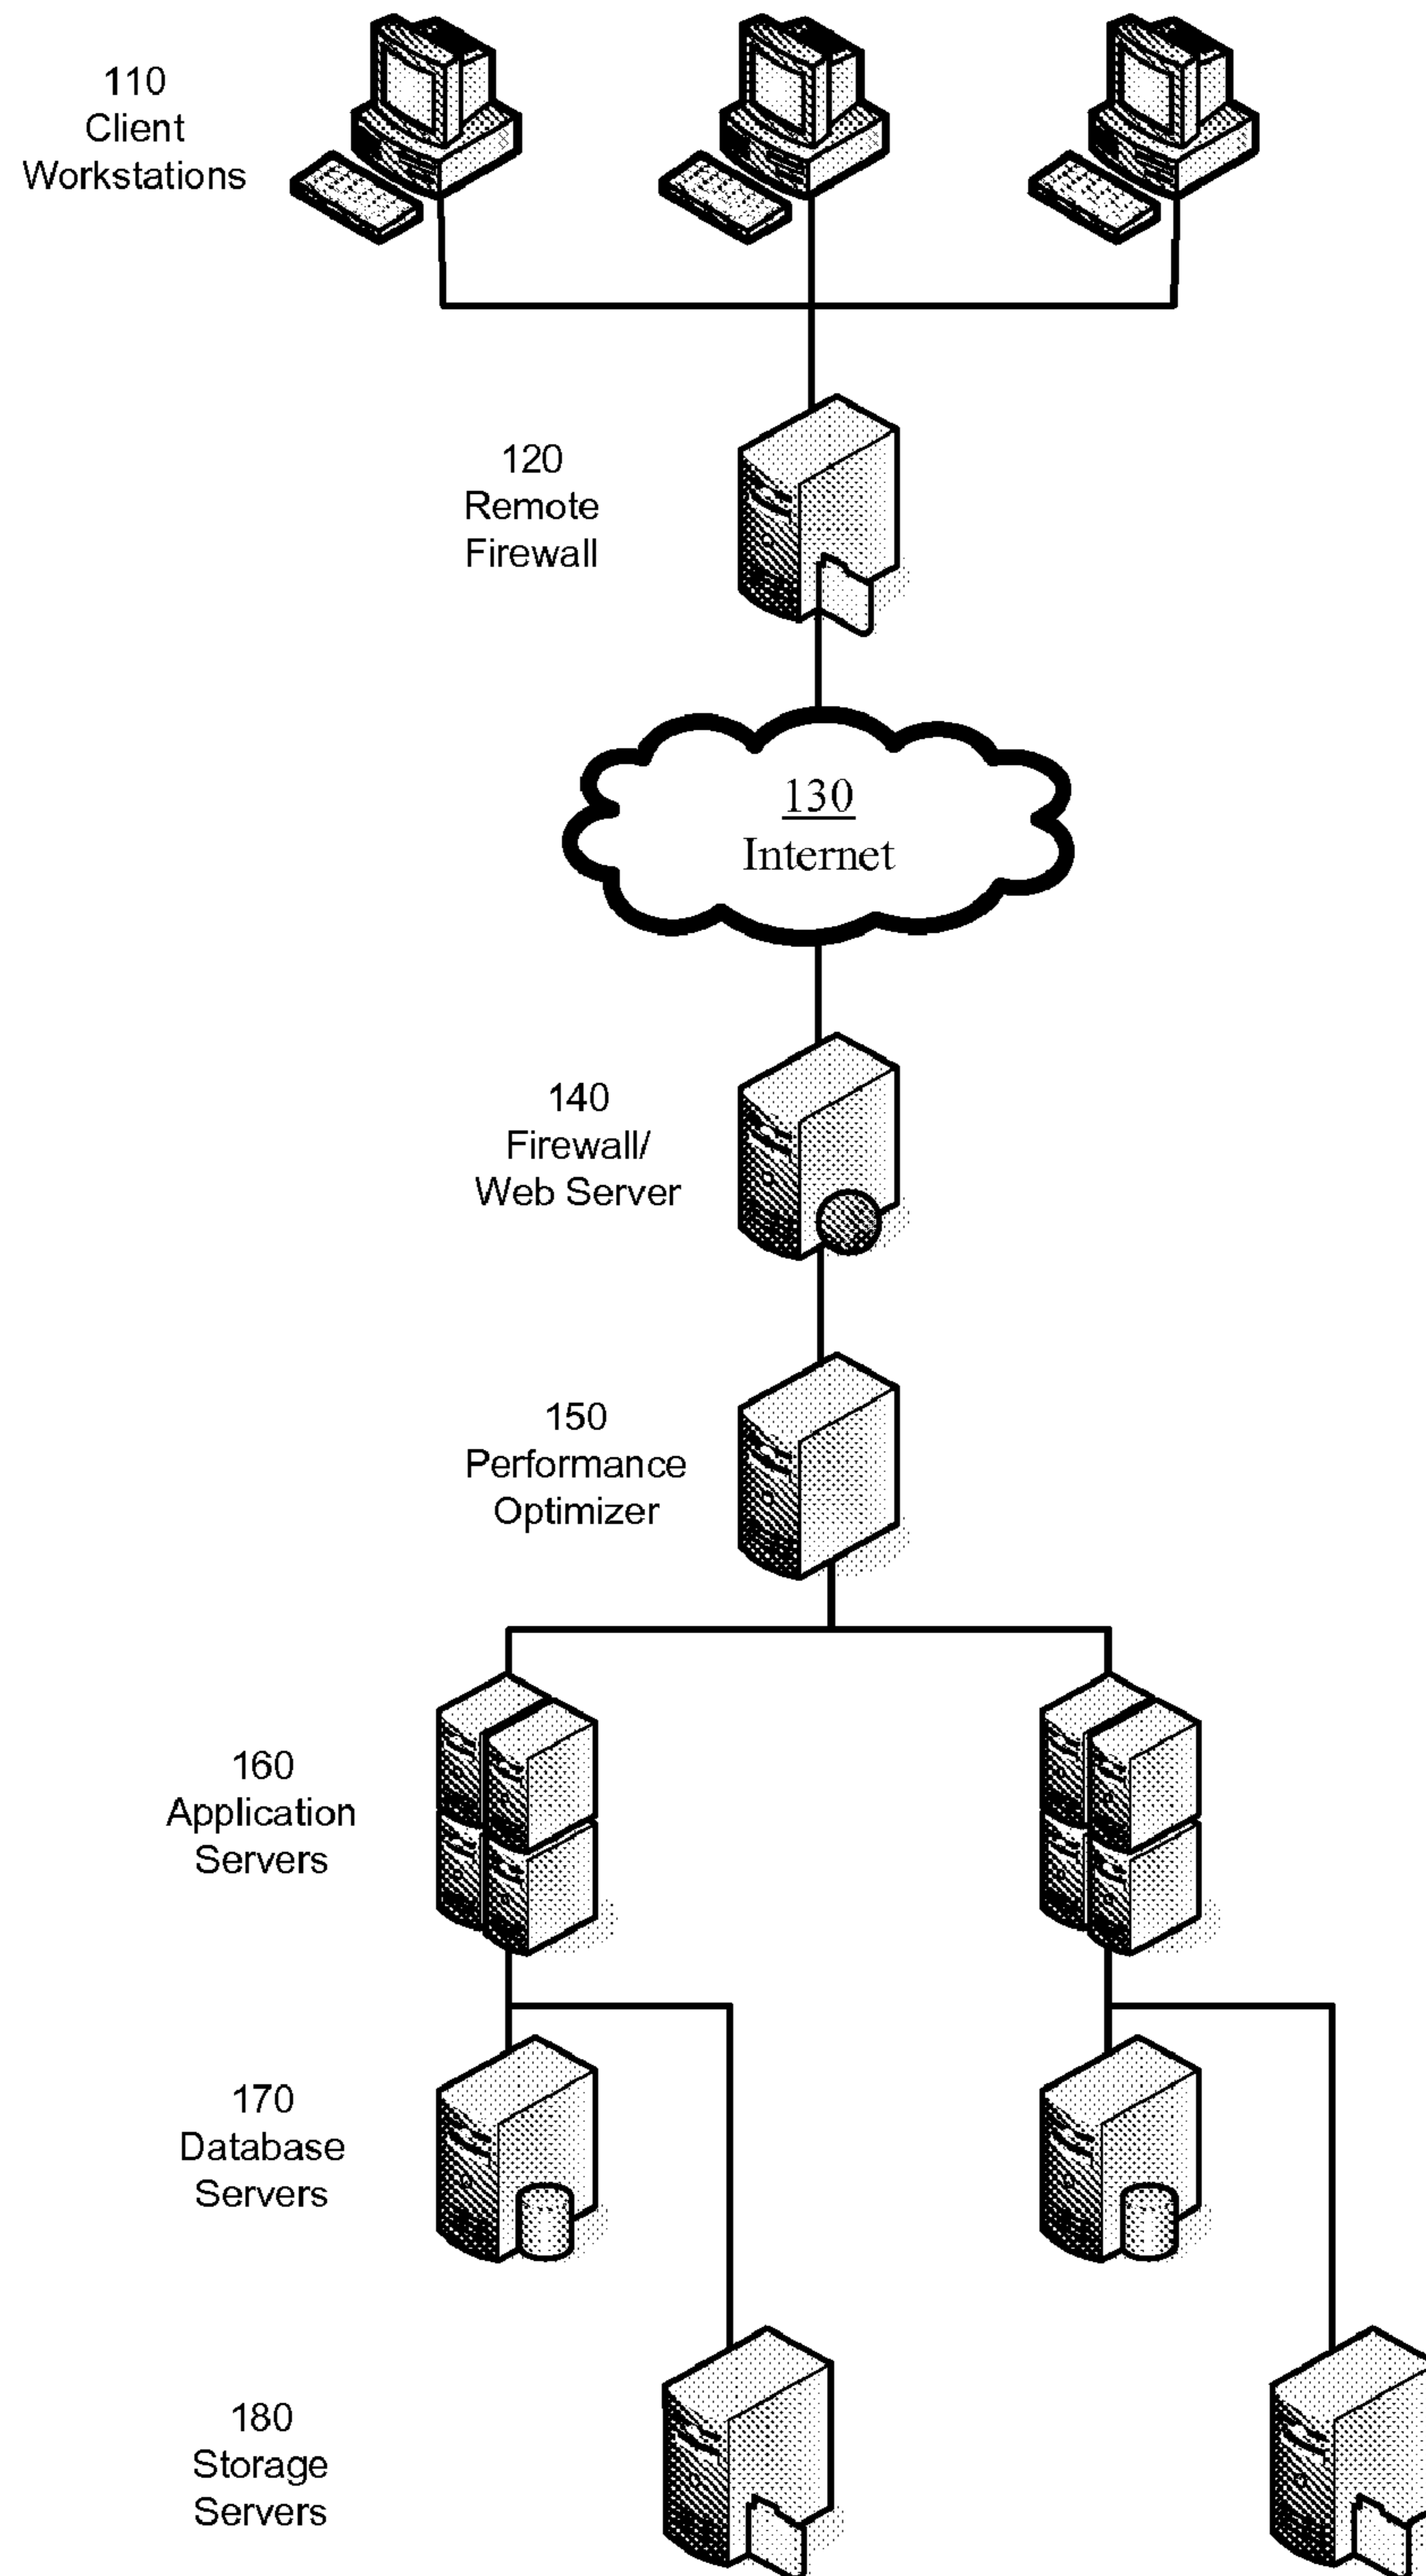 110
Client
Workstations
120
Remote
Firewall
130
Internet
140
Firewall/
Web Server
150
Performance
Optimizer
160
Application
Servers
170
Database
Servers
180
Storage
Servers